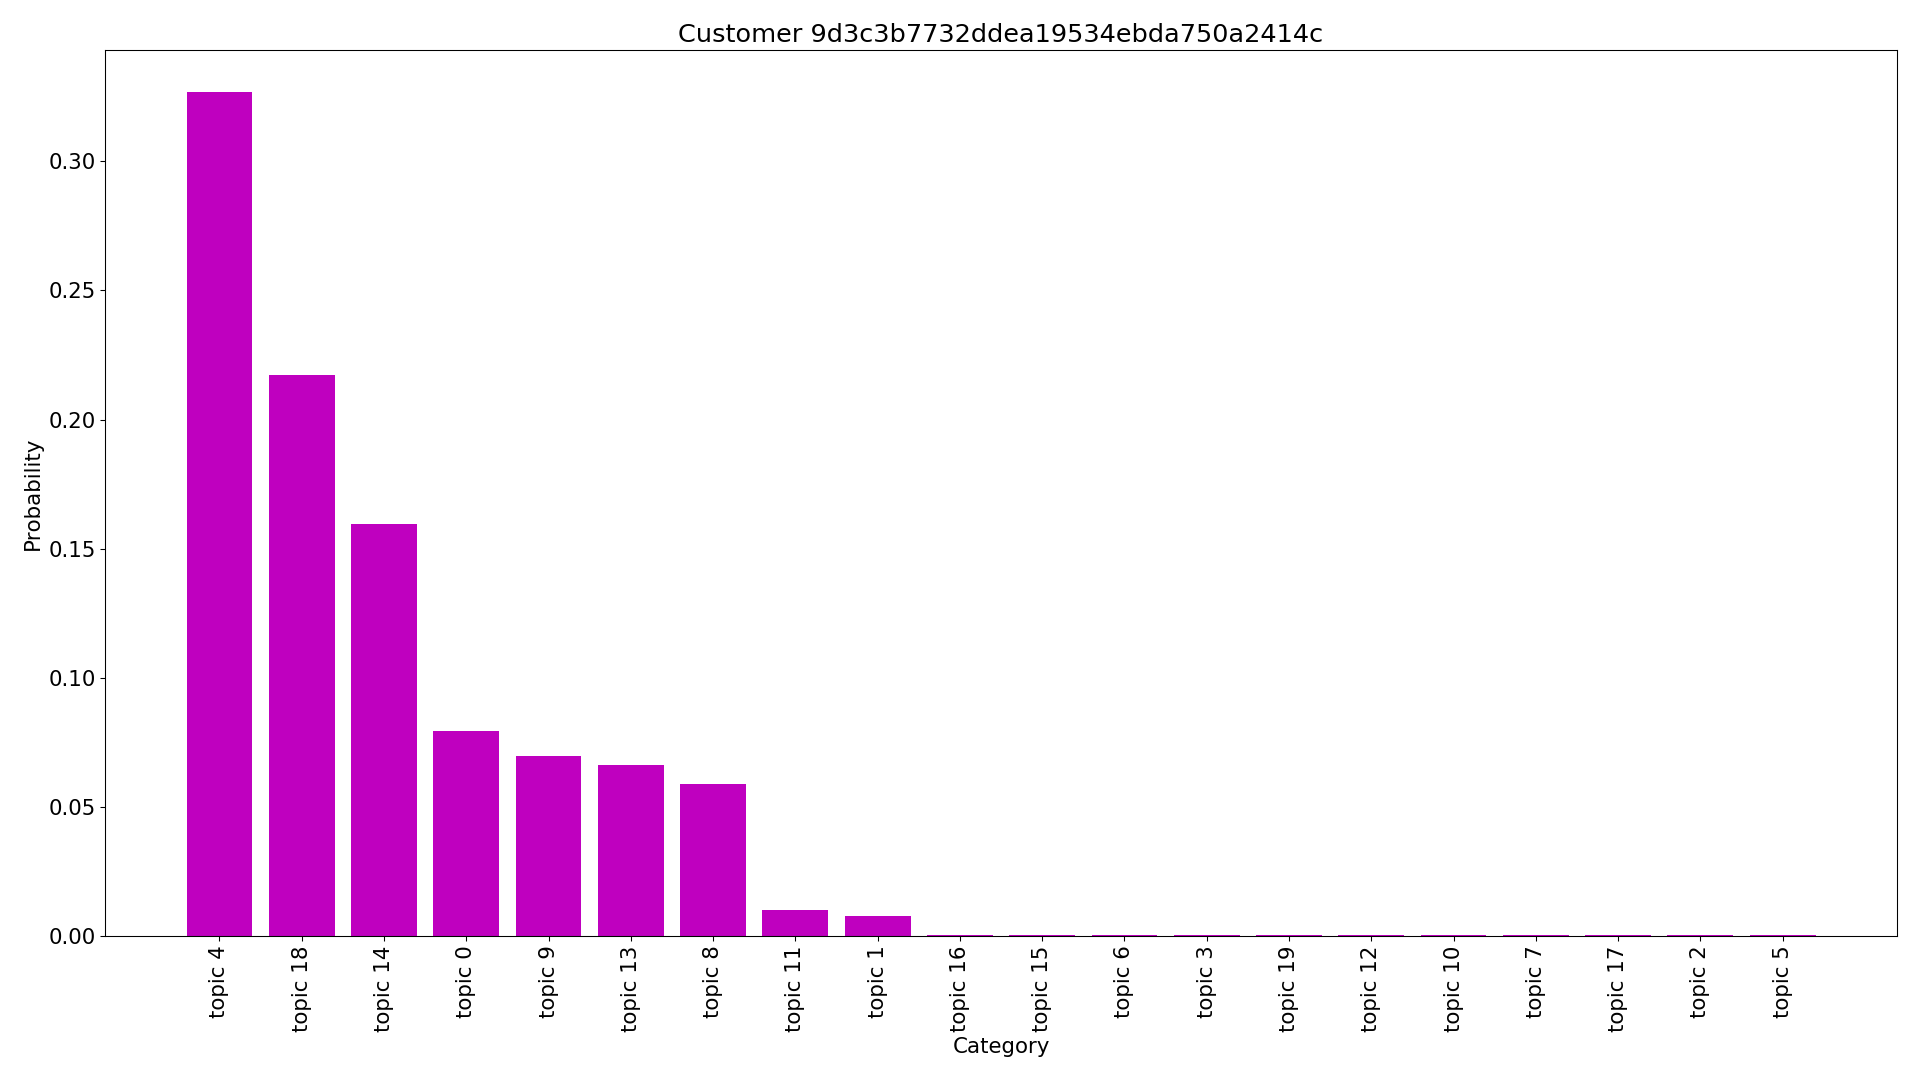 Customer 9d3c3b7732ddea19534ebda750a2414c
Probability
0.30
0.25
0.20
0.15
0.10
0.05
0.00
topic 4
topic 18
topic 14
topic 0
topic 9
topic 13
topic 8
topic 11
topic 1
topic 16
topic 15
topic 6
topic 3
topic 19
topic 12
topic 10
topic 7
topic 17
topic 2
topic 5
Category